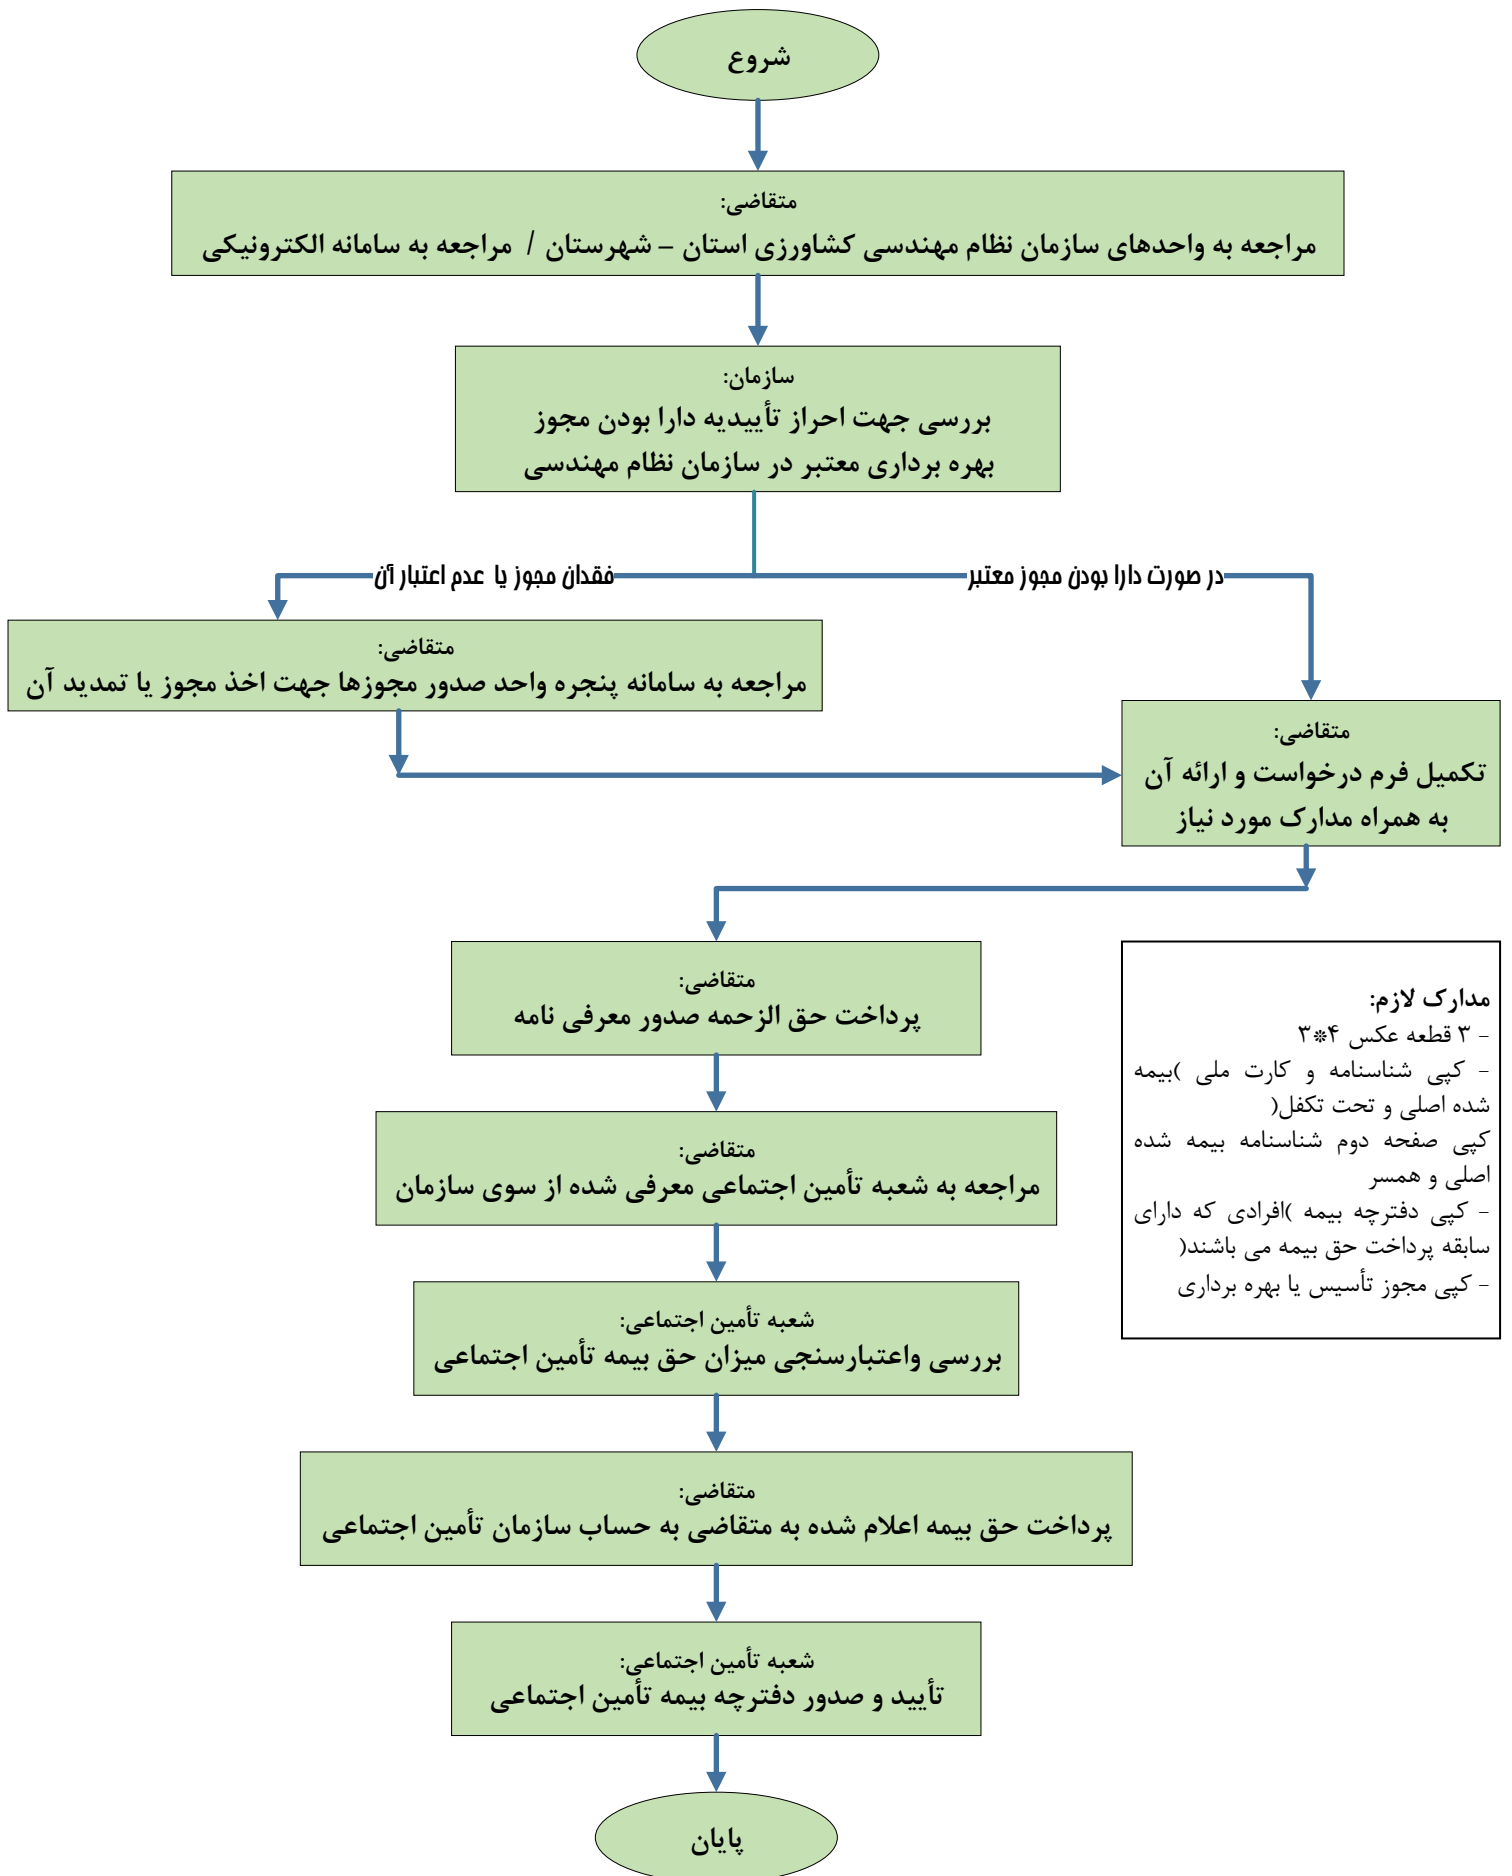 شروع
متقاضی:
مراجعه به واحدهای سازمان نظام مهندسی کشاورزی استان – شهرستان / مراجعه به سامانه الکترونیکی
سازمان:
بررسی جهت احراز تأییدیه دارا بودن مجوز
بهره برداری معتبر در سازمان نظام مهندسی
در صورت دارا بودن مجوز معتبر
فقدان مجوز یا عدم اعتبار آن
متقاضی:
مراجعه به سامانه پنجره واحد صدور مجوزها جهت اخذ مجوز یا تمدید آن
متقاضی:
تکمیل فرم درخواست و ارائه آن
به همراه مدارک مورد نیاز
متقاضی:
پرداخت حق الزحمه صدور معرفی نامه
مدارک لازم:
- ۳ قطعه عکس ۴*۳
- کپی شناسنامه و کارت ملی )بیمه
شده اصلی و تحت تکفل(
کپی صفحه دوم شناسنامه بیمه شده
اصلی و همسر
- کپی دفترچه بیمه )افرادی که دارای
سابقه پرداخت حق بیمه می باشند(
- کپی مجوز تأسیس یا بهره برداری
متقاضی:
مراجعه به شعبه تأمین اجتماعی معرفی شده از سوی سازمان
شعبه تأمین اجتماعی:
بررسی واعتبارسنجی میزان حق بیمه تأمین اجتماعی
متقاضی:
پرداخت حق بیمه اعلام شده به متقاضی به حساب سازمان تأمین اجتماعی
شعبه تأمین اجتماعی:
تأیید و صدور دفترچه بیمه تأمین اجتماعی
پایان